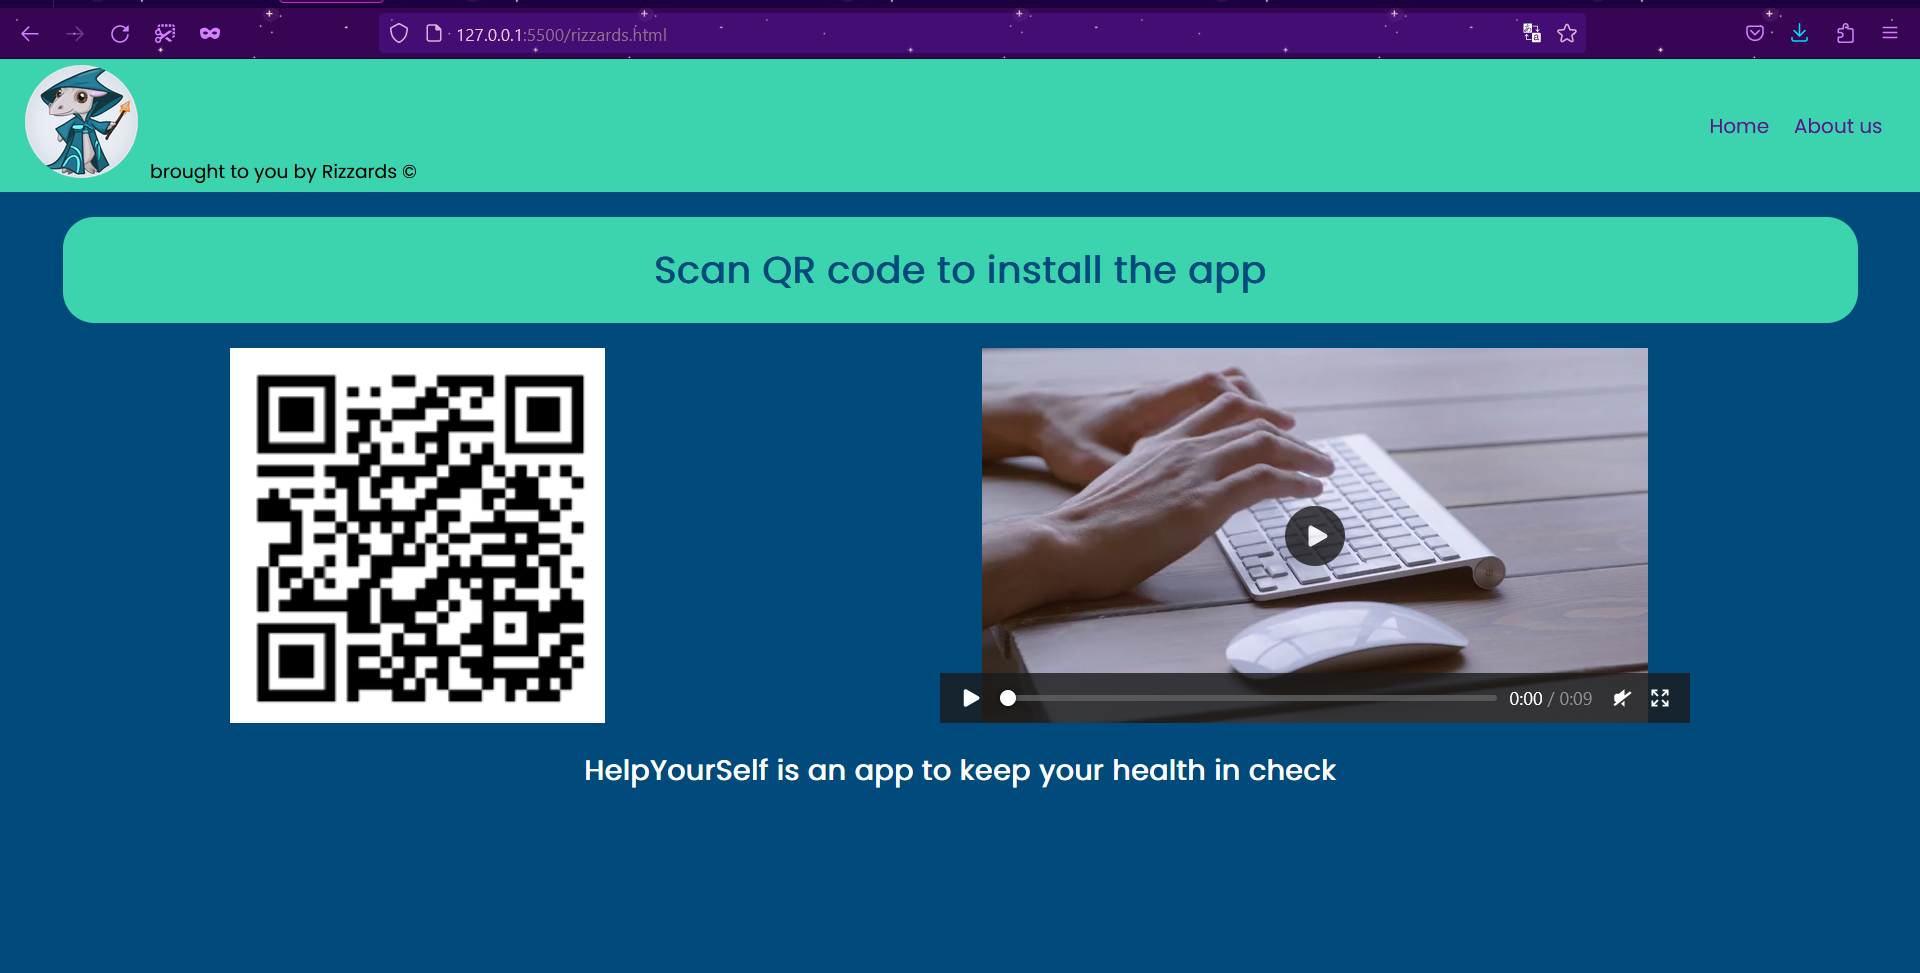 127.0.0.1:5500/rizzards.html
Home About us
brought to you by Rizzards ©
Scan QR code to install the app
0:00 / 0:09
HelpYourSelf is an app to keep your health in check